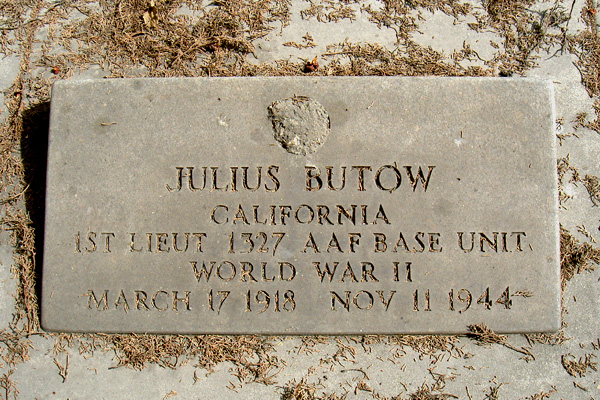 JULIUS BUTOW
CALIFORNIA
1ST LIEUT 1327 AAF BASE UNIT.
WORLD WAR II
MARCH 17 1918 NOV 11 1944